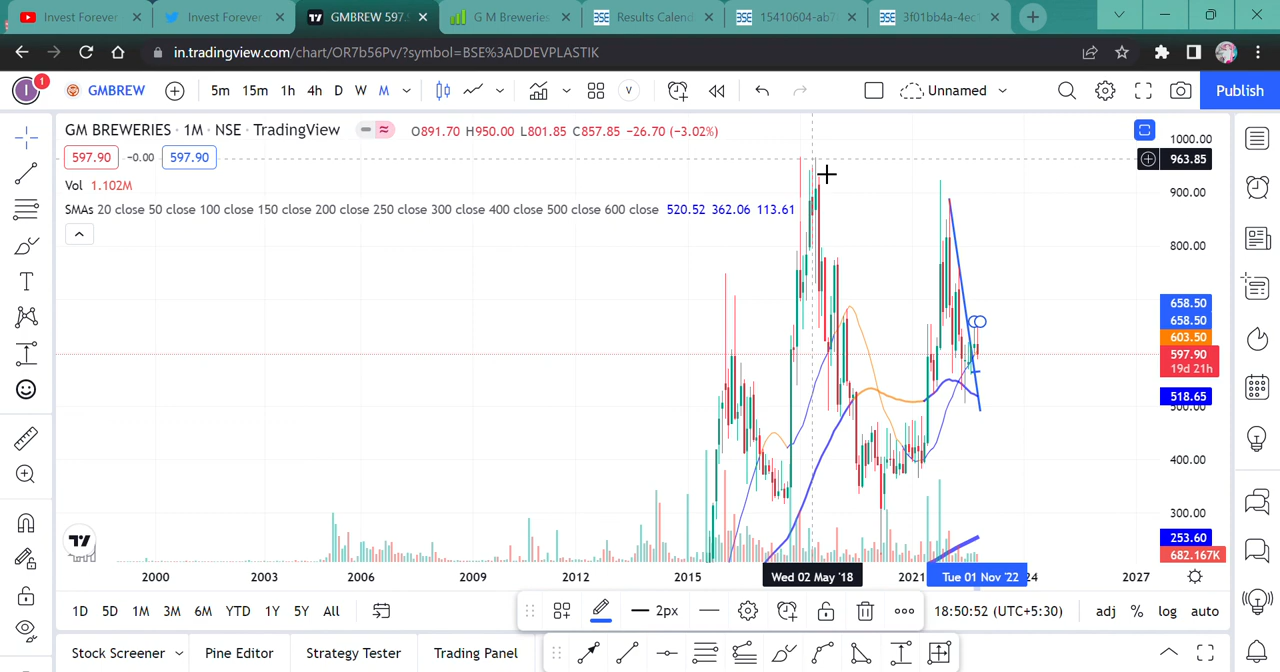 Invest Forever
Invest Forever
GMBREW 597.
G M Breweries
Results Calend
15410604-ab7
3f01bb4a-4ec
in.tradingview.com/chart/OR7b56Pv/?symbol=BSE%3ADDEVPLASTIK
I
1
GMBREW
5m 15m 1h 4h D W M
V
Unnamed
Publish
GM BREWERIES · 1M · NSE · TradingView
O891.70 H950.00 L801.85 C857.85 −26.70 (−3.02%)
597.90 −0.00 597.90
Vol 1.102M
SMAs 20 close 50 close 100 close 150 close 200 close 250 close 300 close 400 close 500 close 600 close 520.52 362.06 113.61
1000.00
963.85
900.00
800.00
658.50
658.50
603.50
597.90
19d 21h
518.65
500.00
400.00
300.00
253.60
682.167K
2000 2003 2006 2009 2012 2015 Wed 02 May '18 2021 Tue 01 Nov '22 24 2027
1D 5D 1M 3M 6M YTD 1Y 5Y All
2px
18:50:52 (UTC+5:30)
adj % log auto
Stock Screener Pine Editor Strategy Tester Trading Panel